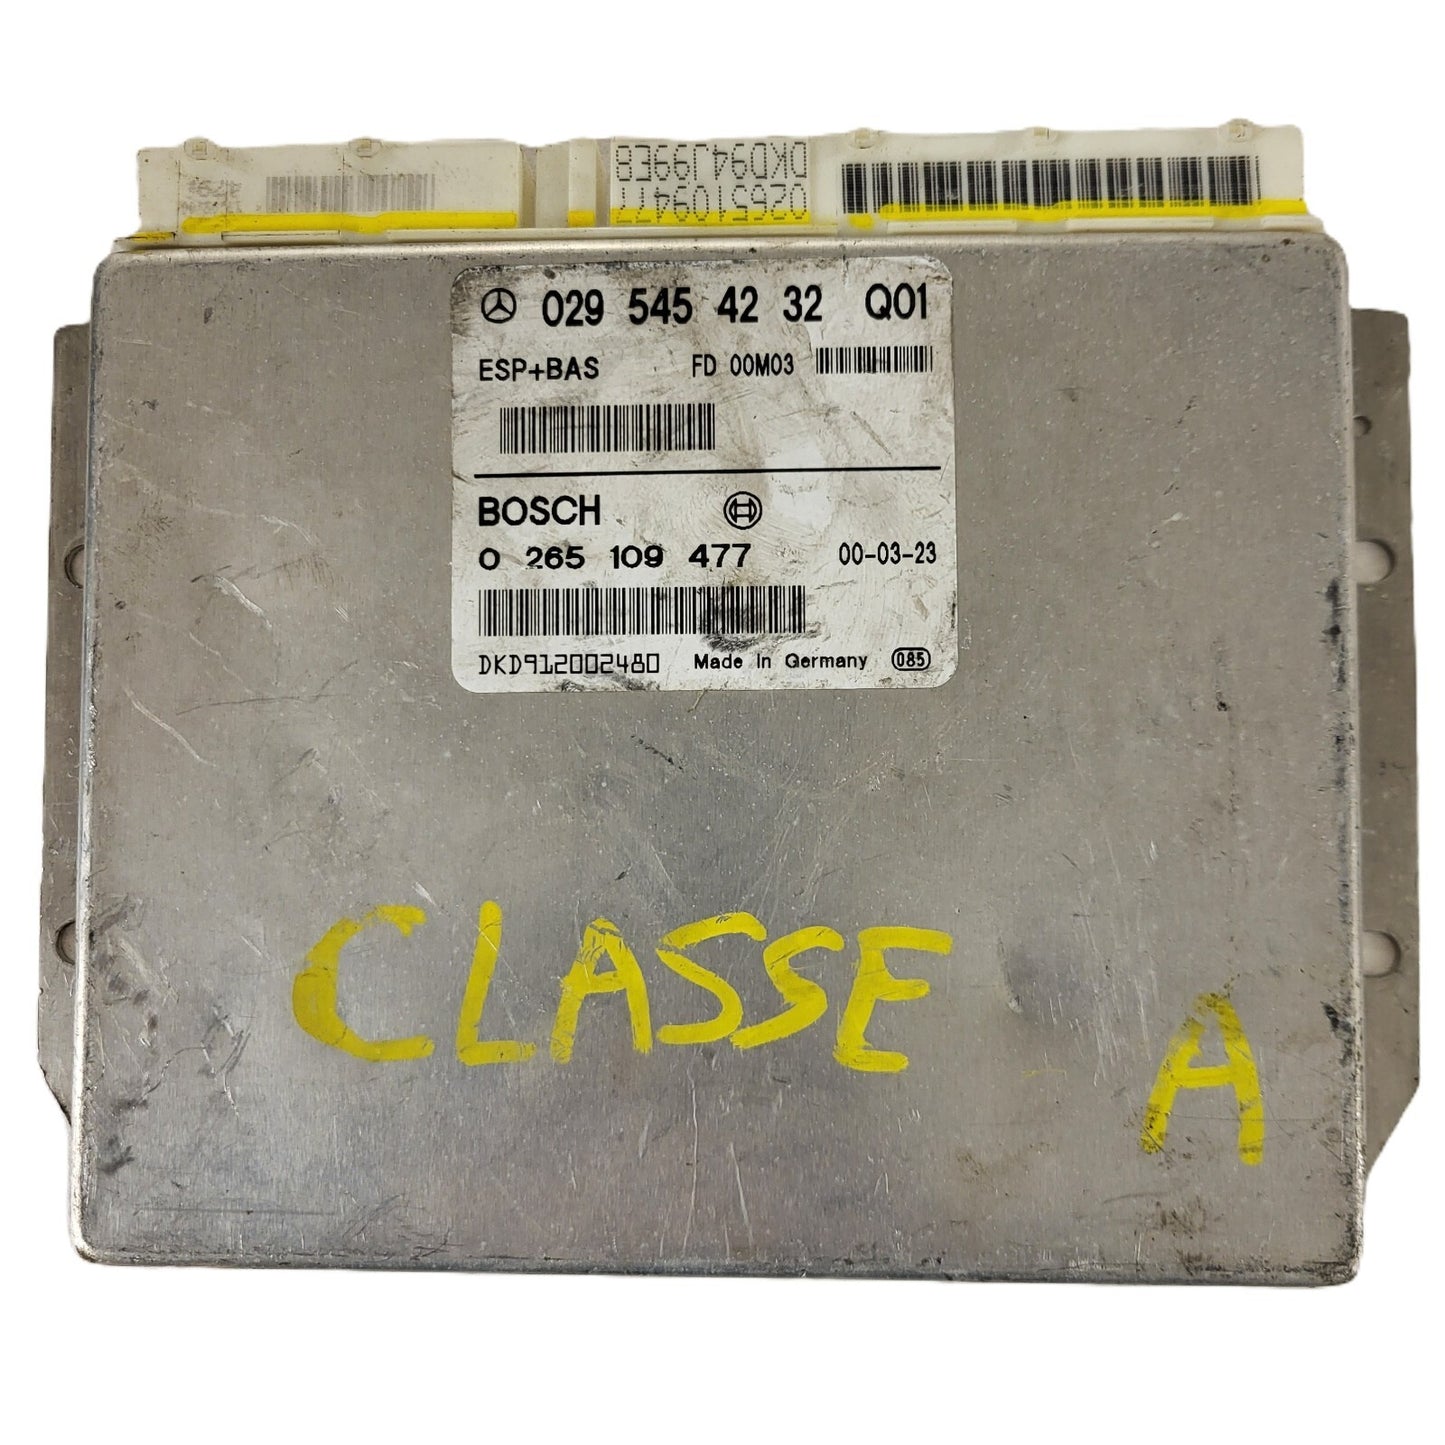 DKD94J99E8
0265109477
029 545 42 32 Q01
ESP+BAS FD 00M03
BOSCH
0 265 109 477 00-03-23
DKD912002480 Made in Germany 085
CLASSE A